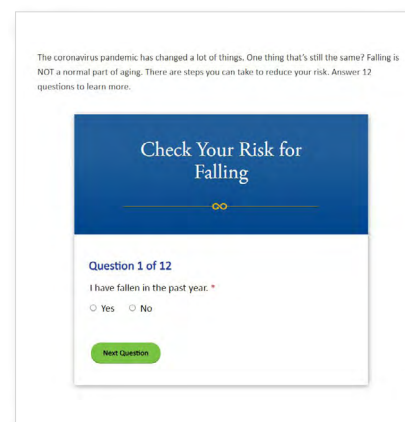 The coronavirus pandemic has changed a lot of things. One thing that's still the same? Falling is
NOT a normal part of aging. There are steps you can take to reduce your risk. Answer 12
questions to learn more.
Check Your Risk for
Falling
Question 1 of 12
I have fallen in the past year. *
Yes No
Next Question